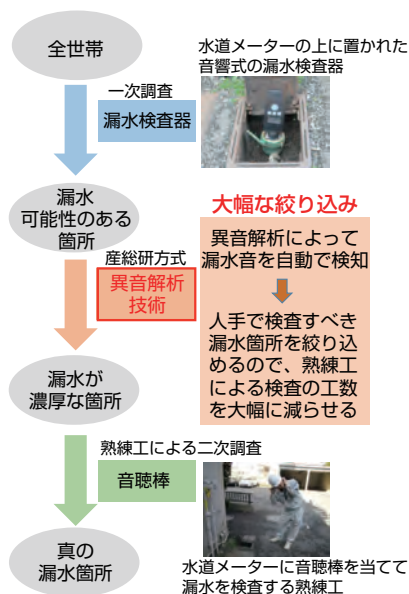 全世帯
水道メーターの上に置かれた
音響式の漏水検査器
一次調査
漏水検査器
漏水
可能性のある
箇所
大幅な絞り込み
産総研方式
異音解析
技術
異音解析によって
漏水音を自動で検知
人手で検査すべき
漏水箇所を絞り込
めるので、熟練工
による検査の工数
を大幅に減らせる
漏水が
濃厚な箇所
熟練工による二次調査
音聴棒
真の
漏水箇所
水道メーターに音聴棒を当てて
漏水を検査する熟練工